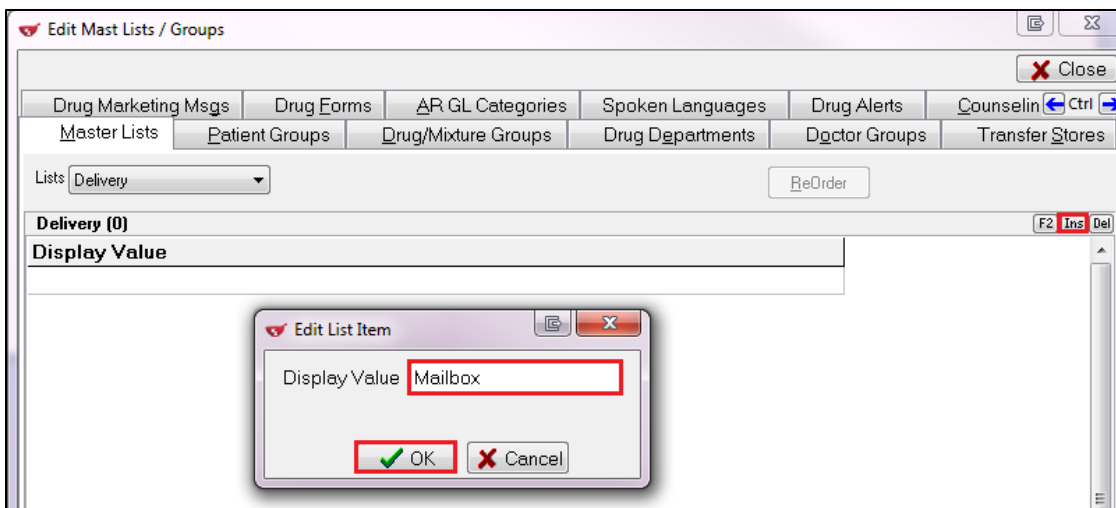 Edit Mast Lists / Groups
Close
Drug Marketing Msgs Drug Forms AR GL Categories Spoken Languages Drug Alerts Counselin Ctrl
Master Lists Patient Groups Drug/Mixture Groups Drug Departments Doctor Groups Transfer Stores
Lists Delivery ReOrder
Delivery (0) F2 Ins Del
Display Value
Edit List Item
Display Value Mailbox
OK Cancel